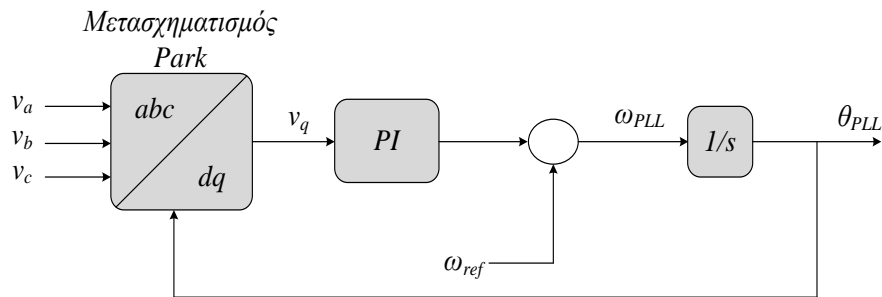 Μετασχηματισμός
Park
v_a
v_b
v_c
abc
dq
v_q
PI
ω_PLL
1/s
θ_PLL
ω_ref